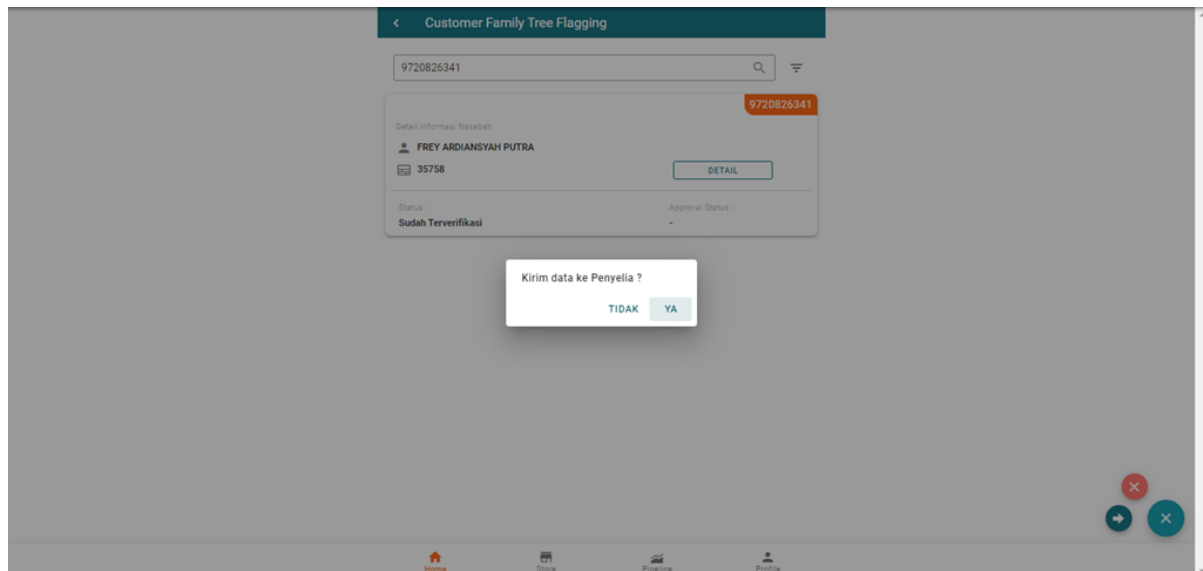 Customer Family Tree Flagging
9720826341
9720826341
Detail Informasi Nasabah
FREY ARDIANSYAH PUTRA
35758
DETAIL
Status :
Approval Status :
Sudah Terverifikasi
-
Kirim data ke Penyelia ?
TIDAK YA
Home Store Pipeline Profile